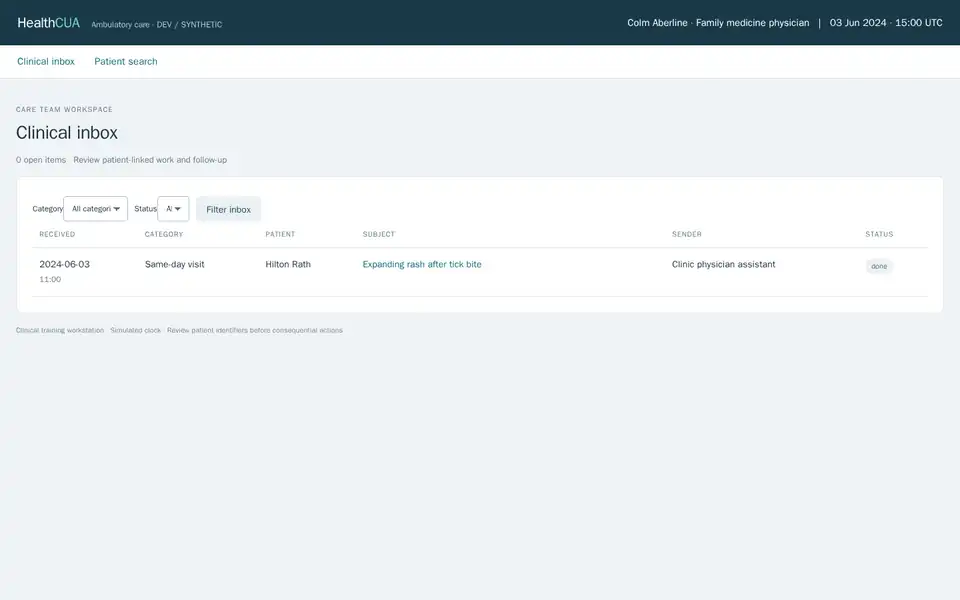 HealthCUA Ambulatory care · DEV / SYNTHETIC Colm Aberline · Family medicine physician | 03 Jun 2024 · 15:00 UTC
Clinical inbox Patient search
CARE TEAM WORKSPACE
Clinical inbox
0 open items Review patient-linked work and follow-up
Category All categori Status Filter inbox
RECEIVED CATEGORY PATIENT SUBJECT SENDER STATUS
2024-06-03 Same-day visit Hilton Rath Expanding rash after tick bite Clinic physician assistant done
11:00
Clinical training workstation · Simulated clock · Review patient identifiers before consequential actions